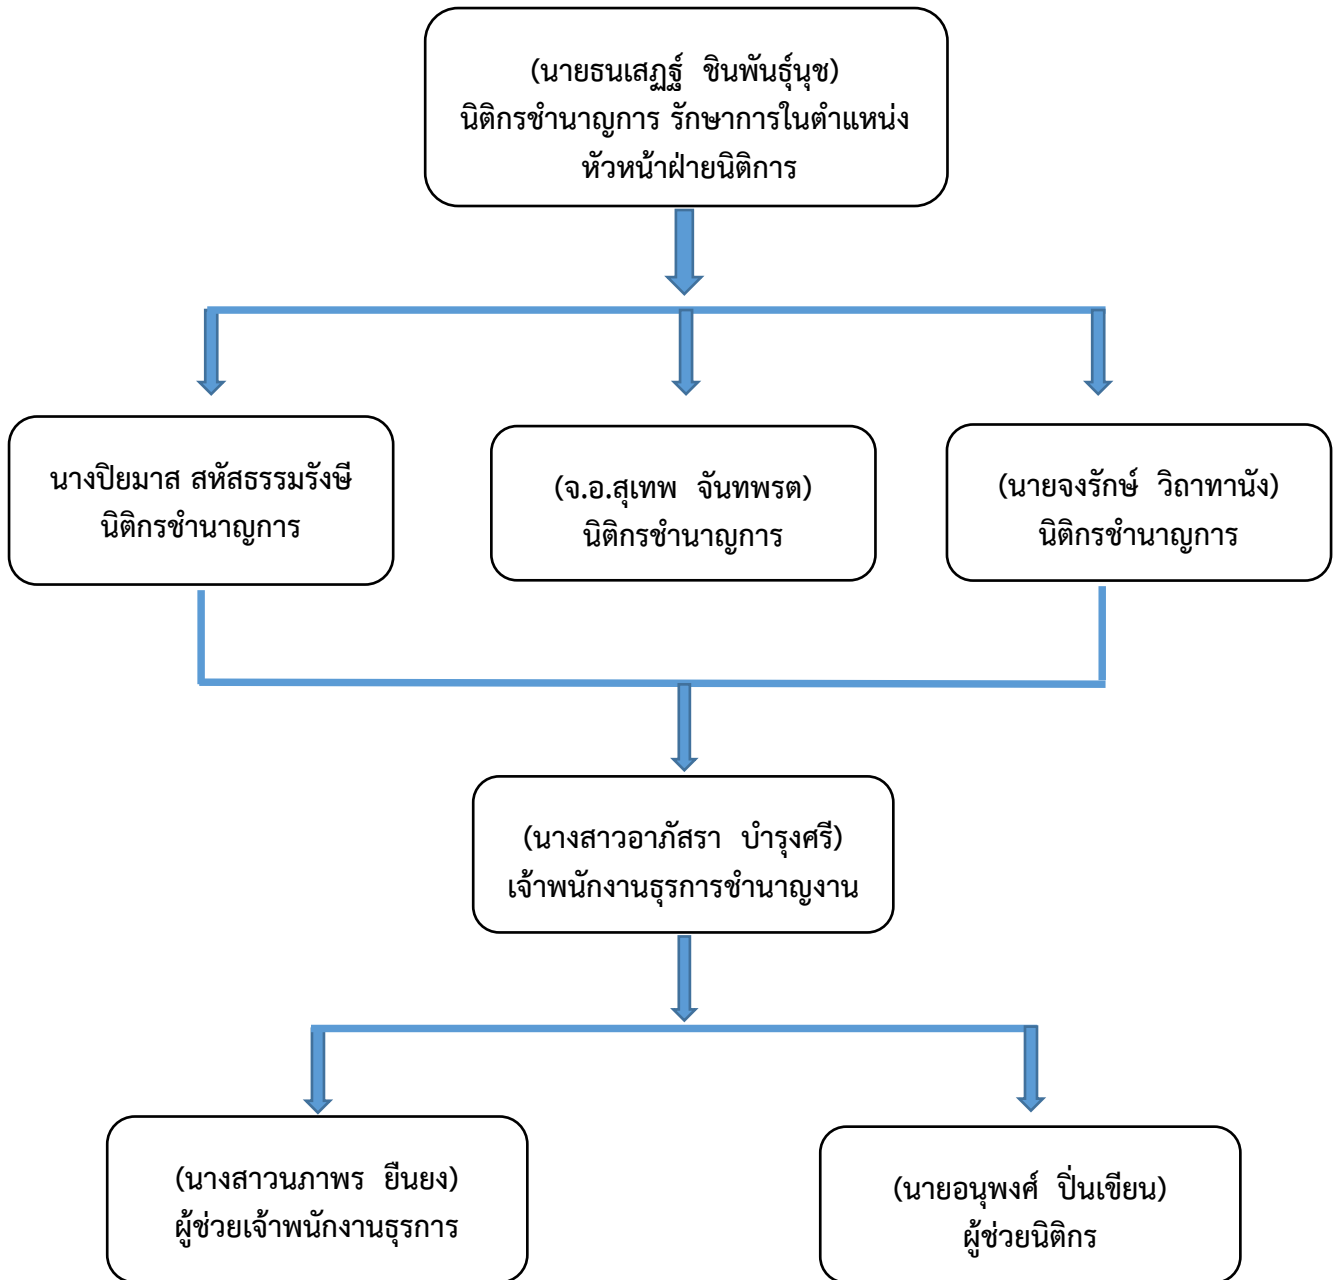 (นายธนเสฏฐ์ ชินพันธุ์นุช)
นิติกรชำนาญการ รักษาการในตำแหน่ง
หัวหน้าฝ่ายนิติการ
นางปิยมาส สหัสธรรมรังษี
นิติกรชำนาญการ
(จ.อ.สุเทพ จันทพรต)
นิติกรชำนาญการ
(นายจงรักษ์ วิถาทานัง)
นิติกรชำนาญการ
(นางสาวอาภัสรา บำรุงศรี)
เจ้าพนักงานธุรการชำนาญงาน
(นางสาวนภาพร ยืนยง)
ผู้ช่วยเจ้าพนักงานธุรการ
(นายอนุพงศ์ ปิ่นเขียน)
ผู้ช่วยนิติกร